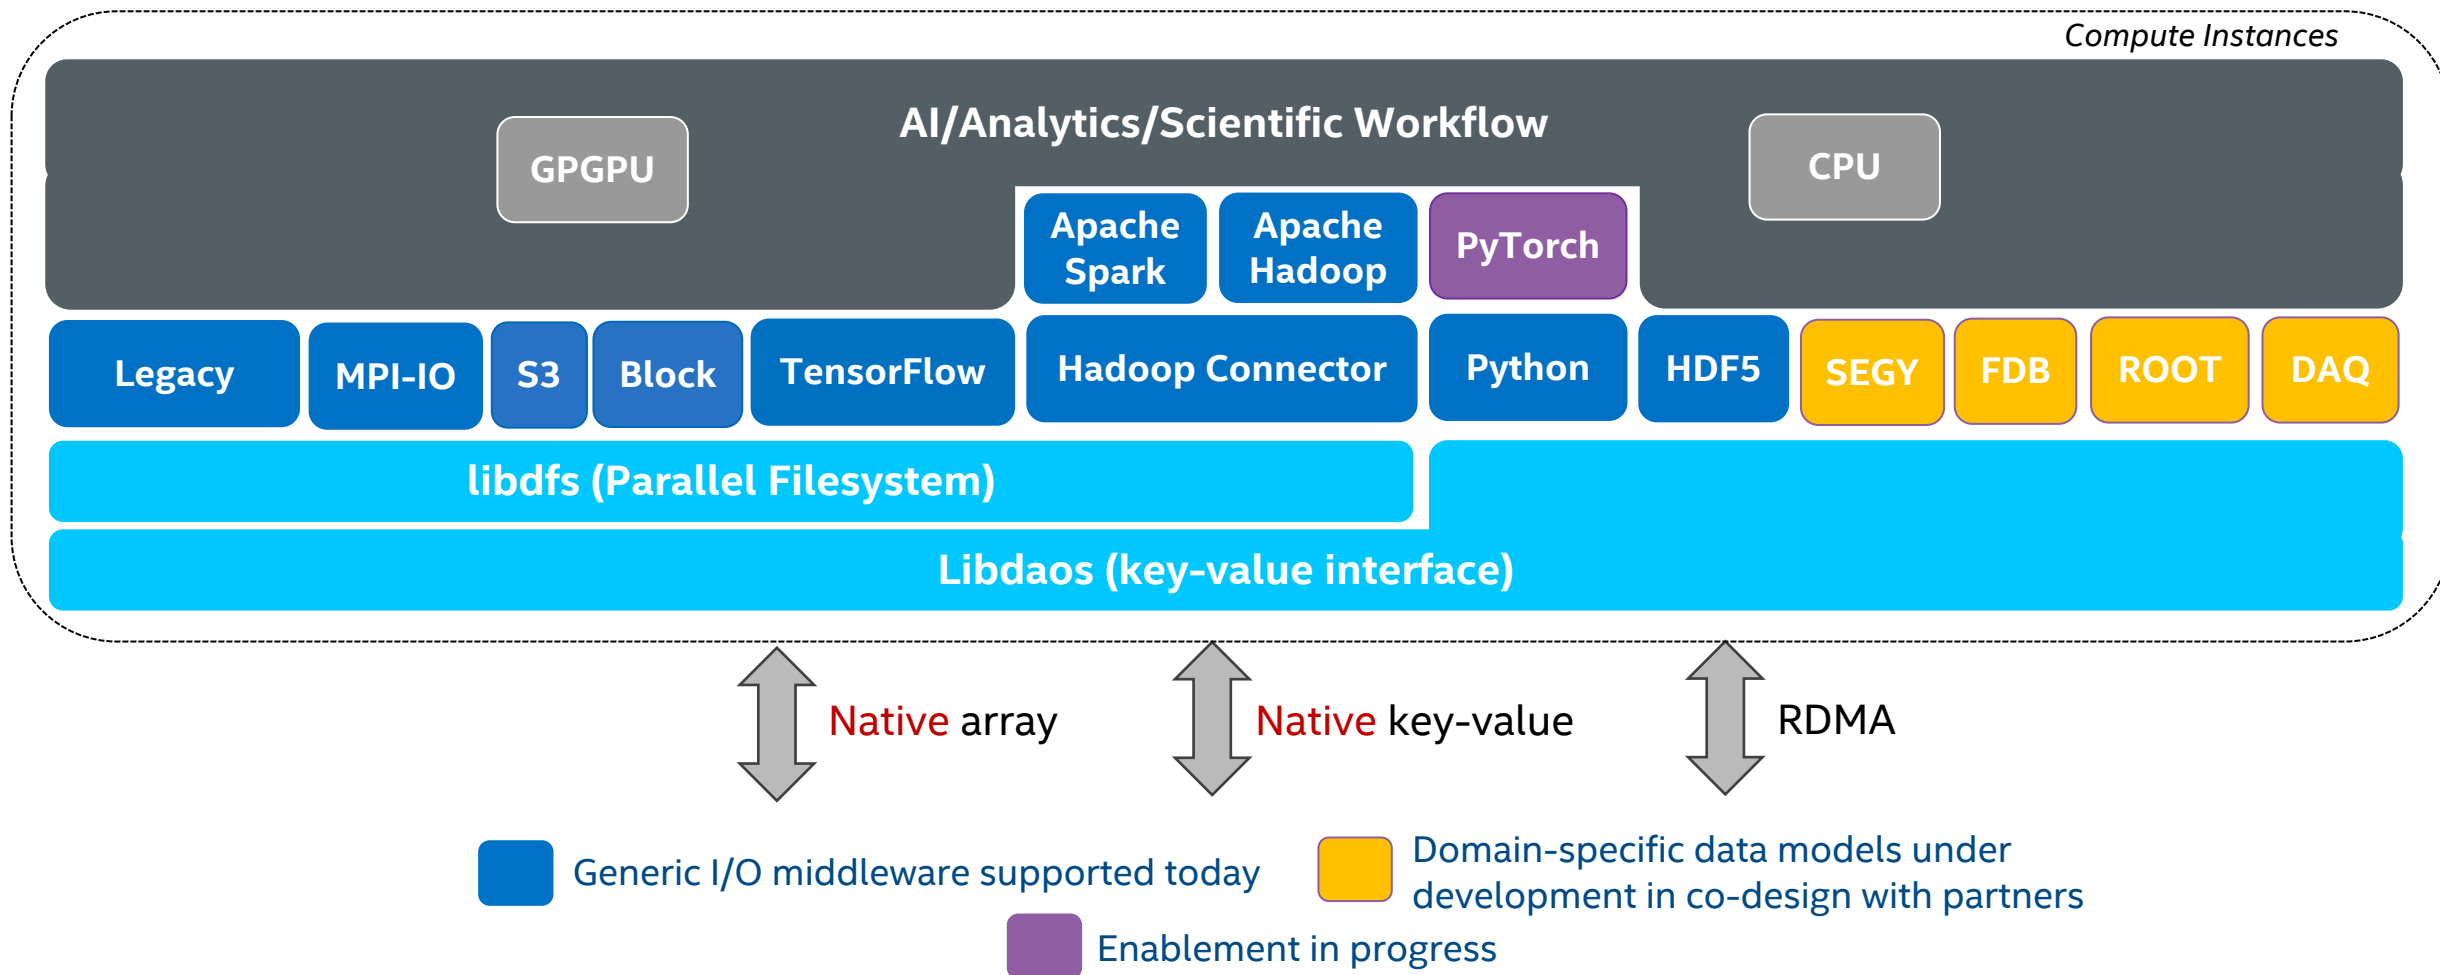 Compute Instances
AI/Analytics/Scientific Workflow
GPGPU
CPU
Apache
Spark
Apache
Hadoop
PyTorch
Legacy
MPI-IO
S3
Block
TensorFlow
Hadoop Connector
Python
HDF5
SEGY
FDB
ROOT
DAQ
libdfs (Parallel Filesystem)
Libdaos (key-value interface)
Native array
Native key-value
RDMA
Generic I/O middleware supported today
Domain-specific data models under
development in co-design with partners
Enablement in progress